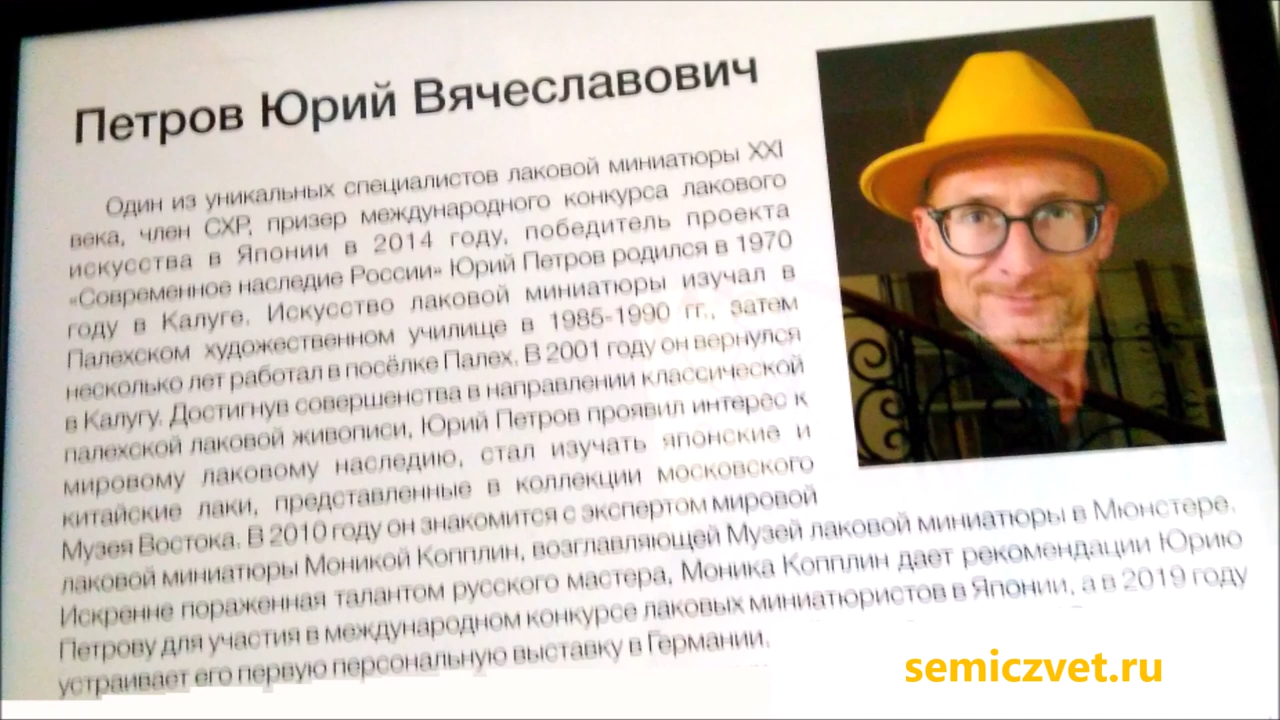 Петров Юрий Вячеславович
Один из уникальных специалистов лаковой миниатюры XXI
века, член СХР, призер международного конкурса лакового
искусства в Японии в 2014 году, победитель проекта
«Современное наследие России» Юрий Петров родился в 1970
году в Калуге. Искусство лаковой миниатюры изучал в
Палехском художественном училище в 1985-1990 гг., затем
несколько лет работал в посёлке Палех. В 2001 году он вернулся
в Калугу. Достигнув совершенства в направлении классической
палехской лаковой живописи, Юрий Петров проявил интерес к
мировому лаковому наследию, стал изучать японские и
китайские лаки, представленные в коллекции московского
Музея Востока. В 2010 году он знакомится с экспертом мировой
лаковой миниатюры Моникой Копплин, возглавляющей Музей лаковой миниатюры в Мюнстере.
Искренне пораженная талантом русского мастера, Моника Копплин дает рекомендации Юрию
Петрову для участия в международном конкурсе лаковых миниатюристов в Японии, а в 2019 году
устраивает его первую персональную выставку в Германии.
semiczvet.ru